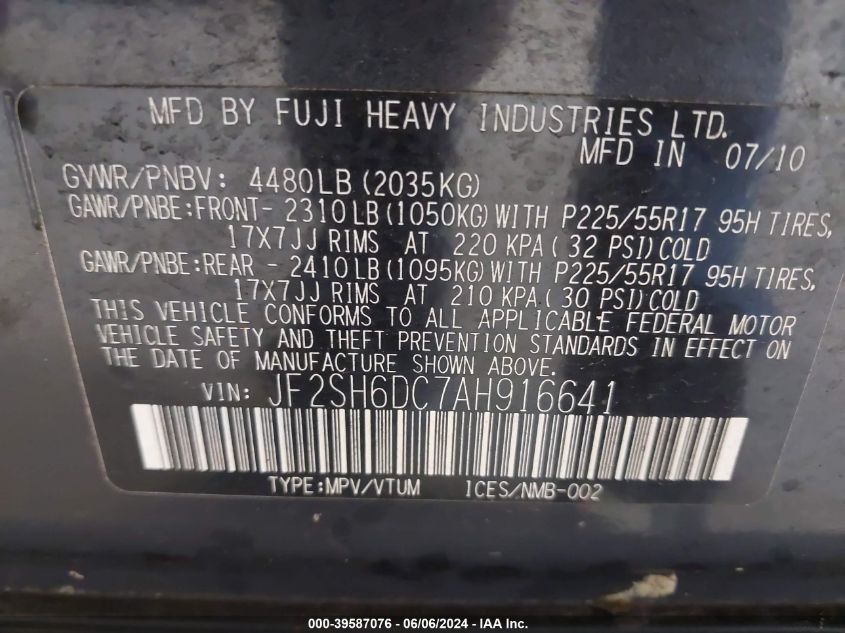 MFD BY FUJI HEAVY INDUSTRIES LTD.
MFD IN 07/10
GVWR/PNBV: 4480LB(2035KG)
GAWR/PNBE:FRONT- 2310LB(1050KG)WITH P225/55R17 95H TIRES,
17X7JJ RIMS AT 220 KPA( 32 PSI)COLD
GAWR/PNBE:REAR - 2410LB(1095KG)WITH P225/55R17 95H TIRES,
17X7JJ RIMS AT 210 KPA( 30 PSI)COLD
THIS VEHICLE CONFORMS TO ALL APPLICABLE FEDERAL MOTOR
VEHICLE SAFETY AND THEFT PREVENTION STANDARDS IN EFFECT ON
THE DATE OF MANUFACTURE SHOWN ABOVE.
VIN: JF2SH6DC7AH916641
TYPE:MPV/VTUM ICES/NMB-002
000-39587076 - 06/06/2024 - IAA Inc.